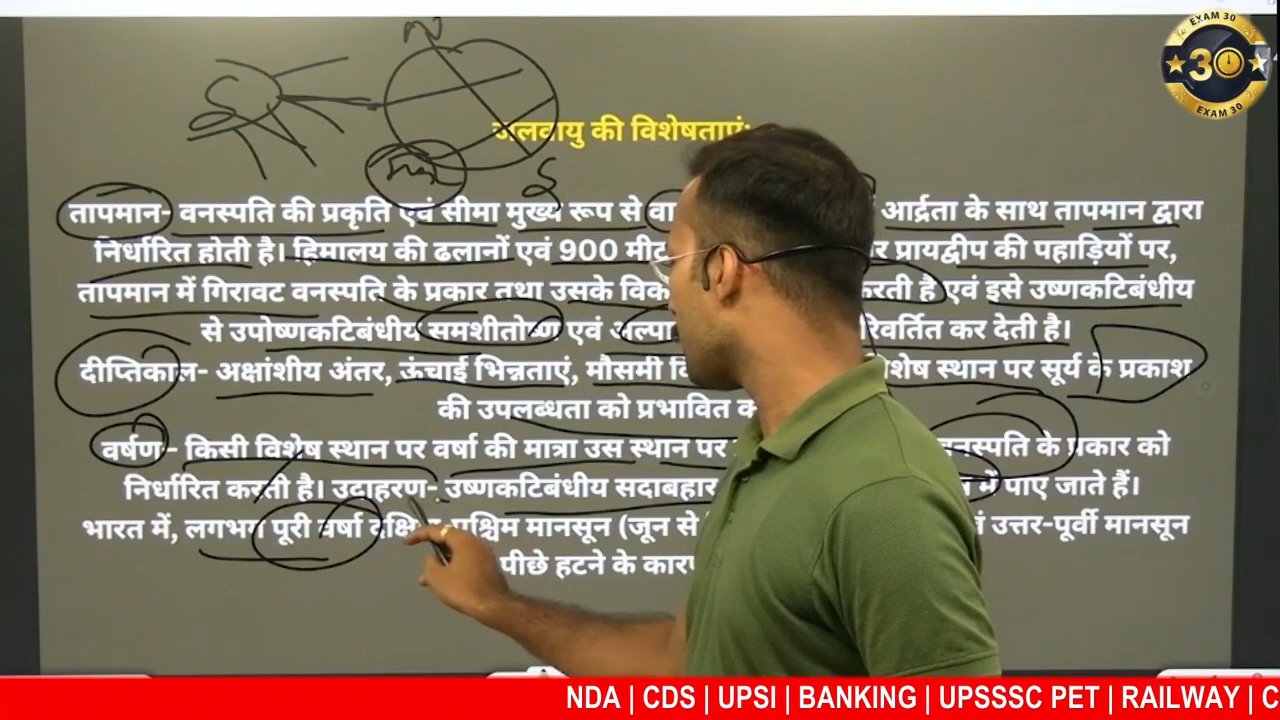 N
EXAM 30
30
EXAM 30
S
जलवायु की विशेषताएं:
S
तापमान- वनस्पति की प्रकृति एवं सीमा मुख्य रूप से आर्द्रता के साथ तापमान द्वारा
निर्धारित होती है। हिमालय की ढलानों एवं 900 प्रायद्वीप की पहाड़ियों पर,
तापमान में गिरावट वनस्पति के प्रकार तथा उसके करती है एवं इसे उष्णकटिबंधीय
से उपोष्णकटिबंधीय समशीतोष्ण एवं कर देती है।
दीप्तिकाल- अक्षांशीय अंतर, ऊंचाई भिन्नताएं, मौसमी स्थान पर सूर्य के प्रकाश
की उपलब्धता को प्रभावित
वर्षण- किसी विशेष स्थान पर वर्षा की मात्रा उस स्थान पर वनस्पति के प्रकार को
निर्धारित करती है। उदाहरण- उष्णकटिबंधीय सदाबहार में पाए जाते हैं।
भारत में, लगभग पूरी वर्षा पश्चिम मानसून (जून से उत्तर-पूर्वी मानसून
पीछे हटने के
NDA | CDS | UPSI | BANKING | UPSSSC PET | RAILWAY | C